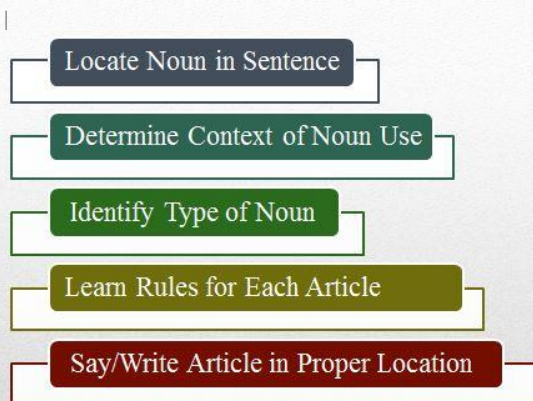 Locate Noun in Sentence
Determine Context of Noun Use
Identify Type of Noun
Learn Rules for Each Article
Say/Write Article in Proper Location